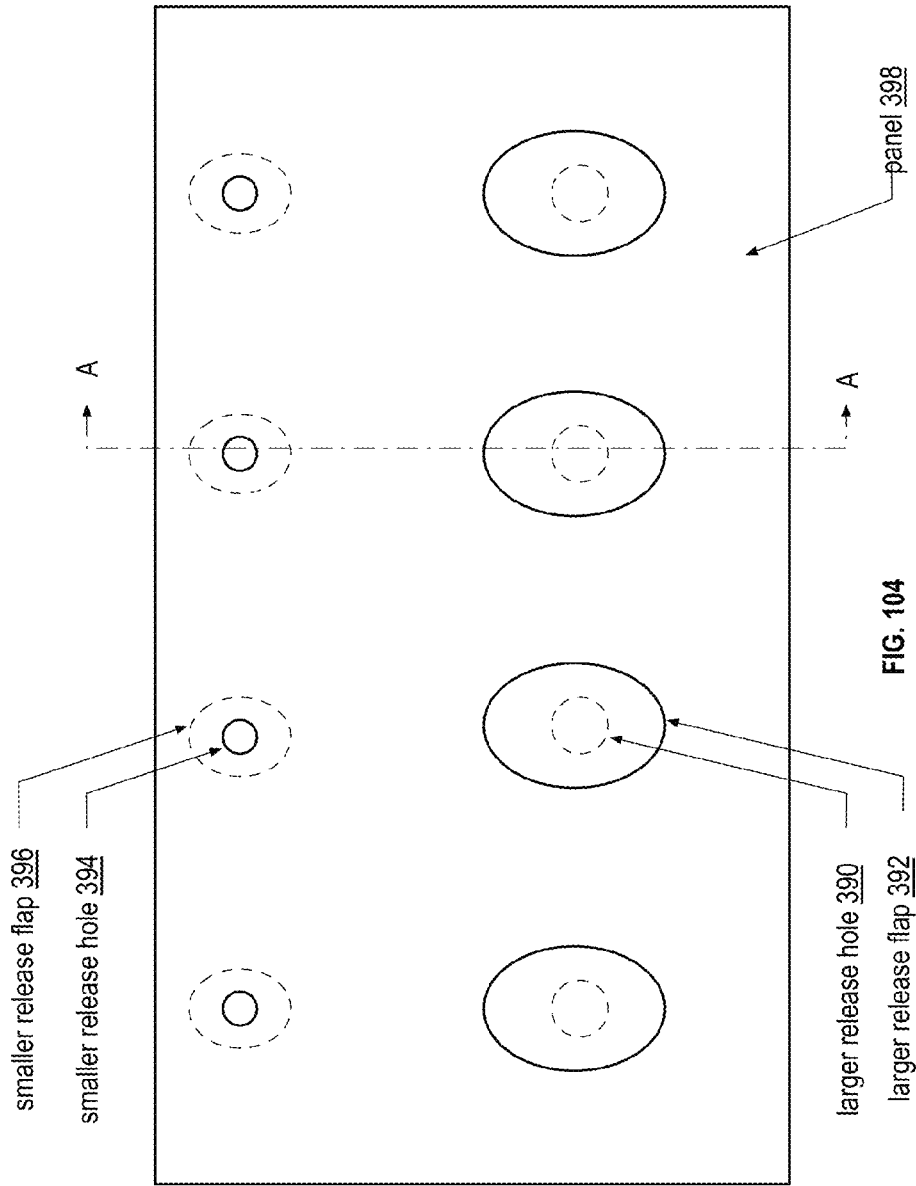 smaller release flap 396
smaller release hole 394
A
A
panel 398
larger release hole 390
larger release flap 392
FIG. 104